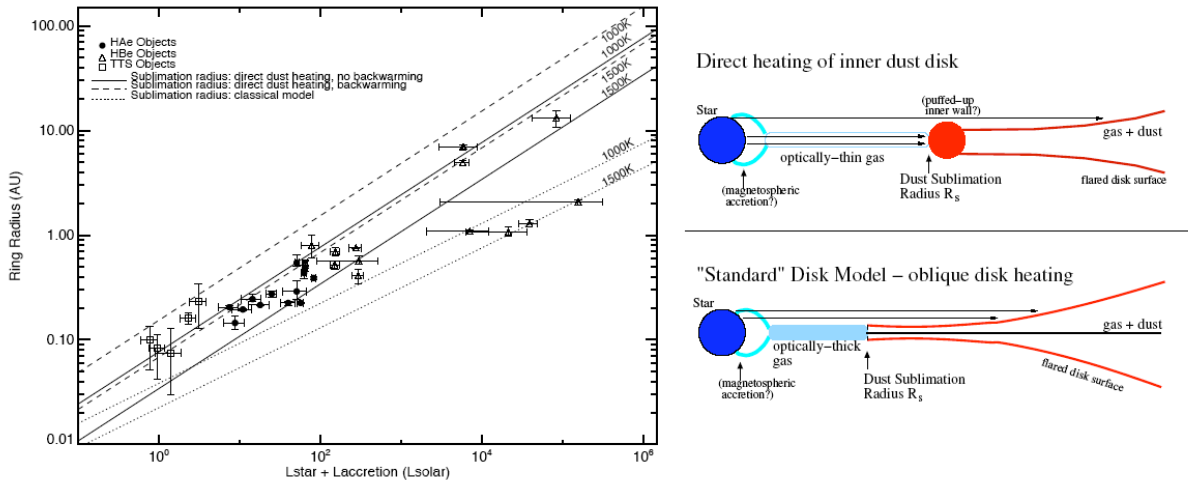 100.00
10.00
1.00
0.10
0.01
Ring Radius (AU)
HAe Objects
HBe Objects
TTS Objects
Sublimation radius: direct dust heating, no backwarming
Sublimation radius: direct dust heating, backwarming
Sublimation radius: classical model
1000K
1000K
1500K
1500K
1000K
1500K
10^0
10^2
10^4
10^6
Lstar + Laccretion (Lsolar)
Direct heating of inner dust disk
Star
(puffed-up
inner wall?)
gas + dust
optically-thin gas
(magnetospheric
accretion?)
Dust Sublimation
Radius R_s
flared disk surface
"Standard" Disk Model - oblique disk heating
Star
gas + dust
optically-thick
gas
(magnetospheric
accretion?)
Dust Sublimation
Radius R_s
flared disk surface